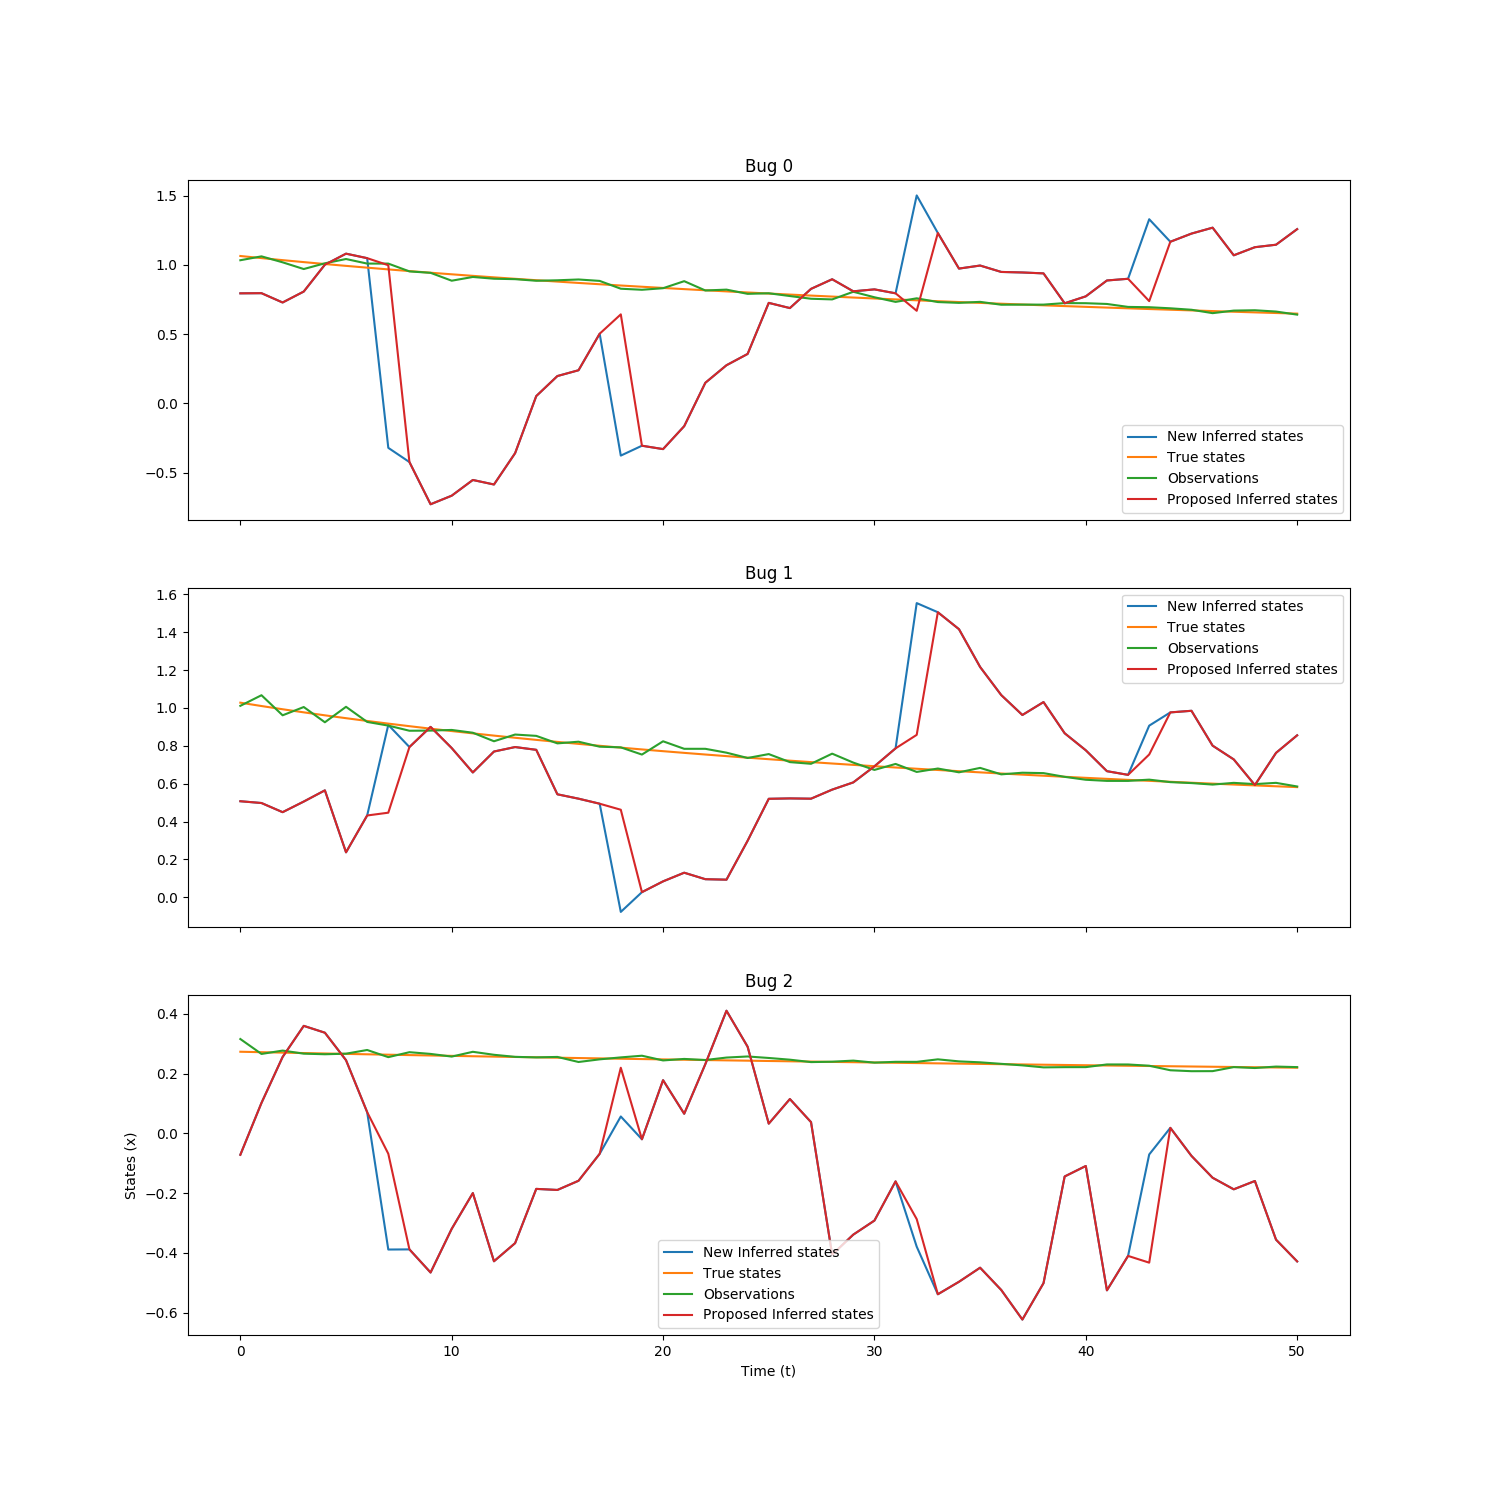 Bug 0
1.5
1.0
0.5
0.0
−0.5
New Inferred states
True states
Observations
Proposed Inferred states
Bug 1
1.6
1.4
1.2
1.0
0.8
0.6
0.4
0.2
0.0
New Inferred states
True states
Observations
Proposed Inferred states
Bug 2
0.4
0.2
0.0
−0.2
−0.4
−0.6
States (x)
New Inferred states
True states
Observations
Proposed Inferred states
0 10 20 30 40 50
Time (t)